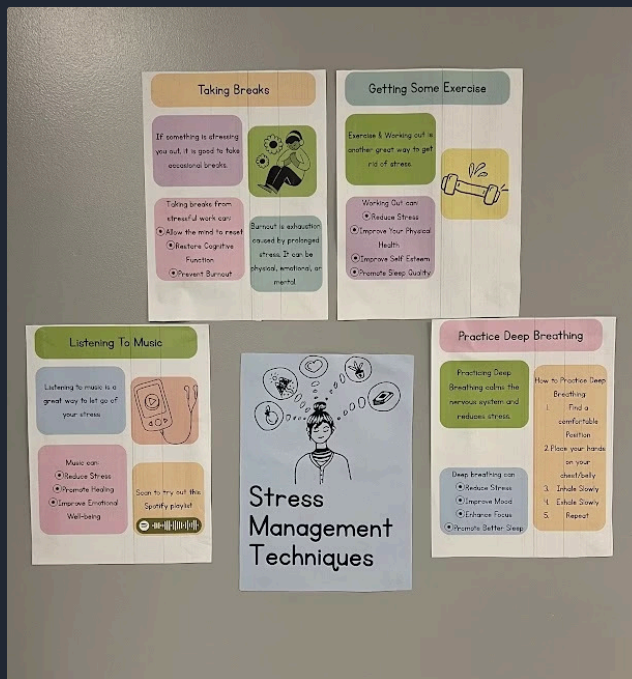 Taking Breaks
If something is stressing
you out, it is good to take
occasional breaks.
Taking breaks from
stressful work can:
Allow the mind to reset
Restore Cognitive
Function
Prevent Burnout
Burnout is exhaustion
caused by prolonged
stress. It can be
physical, emotional, or
mental
Getting Some Exercise
Exercise & Working out is
another great way to get
rid of stress.
Working Out can:
Reduce Stress
Improve Your Physical
Health
Improve Self Esteem
Promote Sleep Quality
Listening To Music
Listening to music is a
great way to let go of
your stress.
Music can:
Reduce Stress
Promote Healing
Improve Emotional
Well-being
Scan to try out this
Spotify playlist
Stress
Management
Techniques
Practice Deep Breathing
Practicing Deep
Breathing calms the
nervous system and
reduces stress.
Deep breathing can:
Reduce Stress
Improve Mood
Enhance Focus
Promote Better Sleep
How to Practice Deep
Breathing
1. Find a
comfortable
Position
2. Place your hands
on your
chest/belly
3. Inhale Slowly
4. Exhale Slowly
5. Repeat